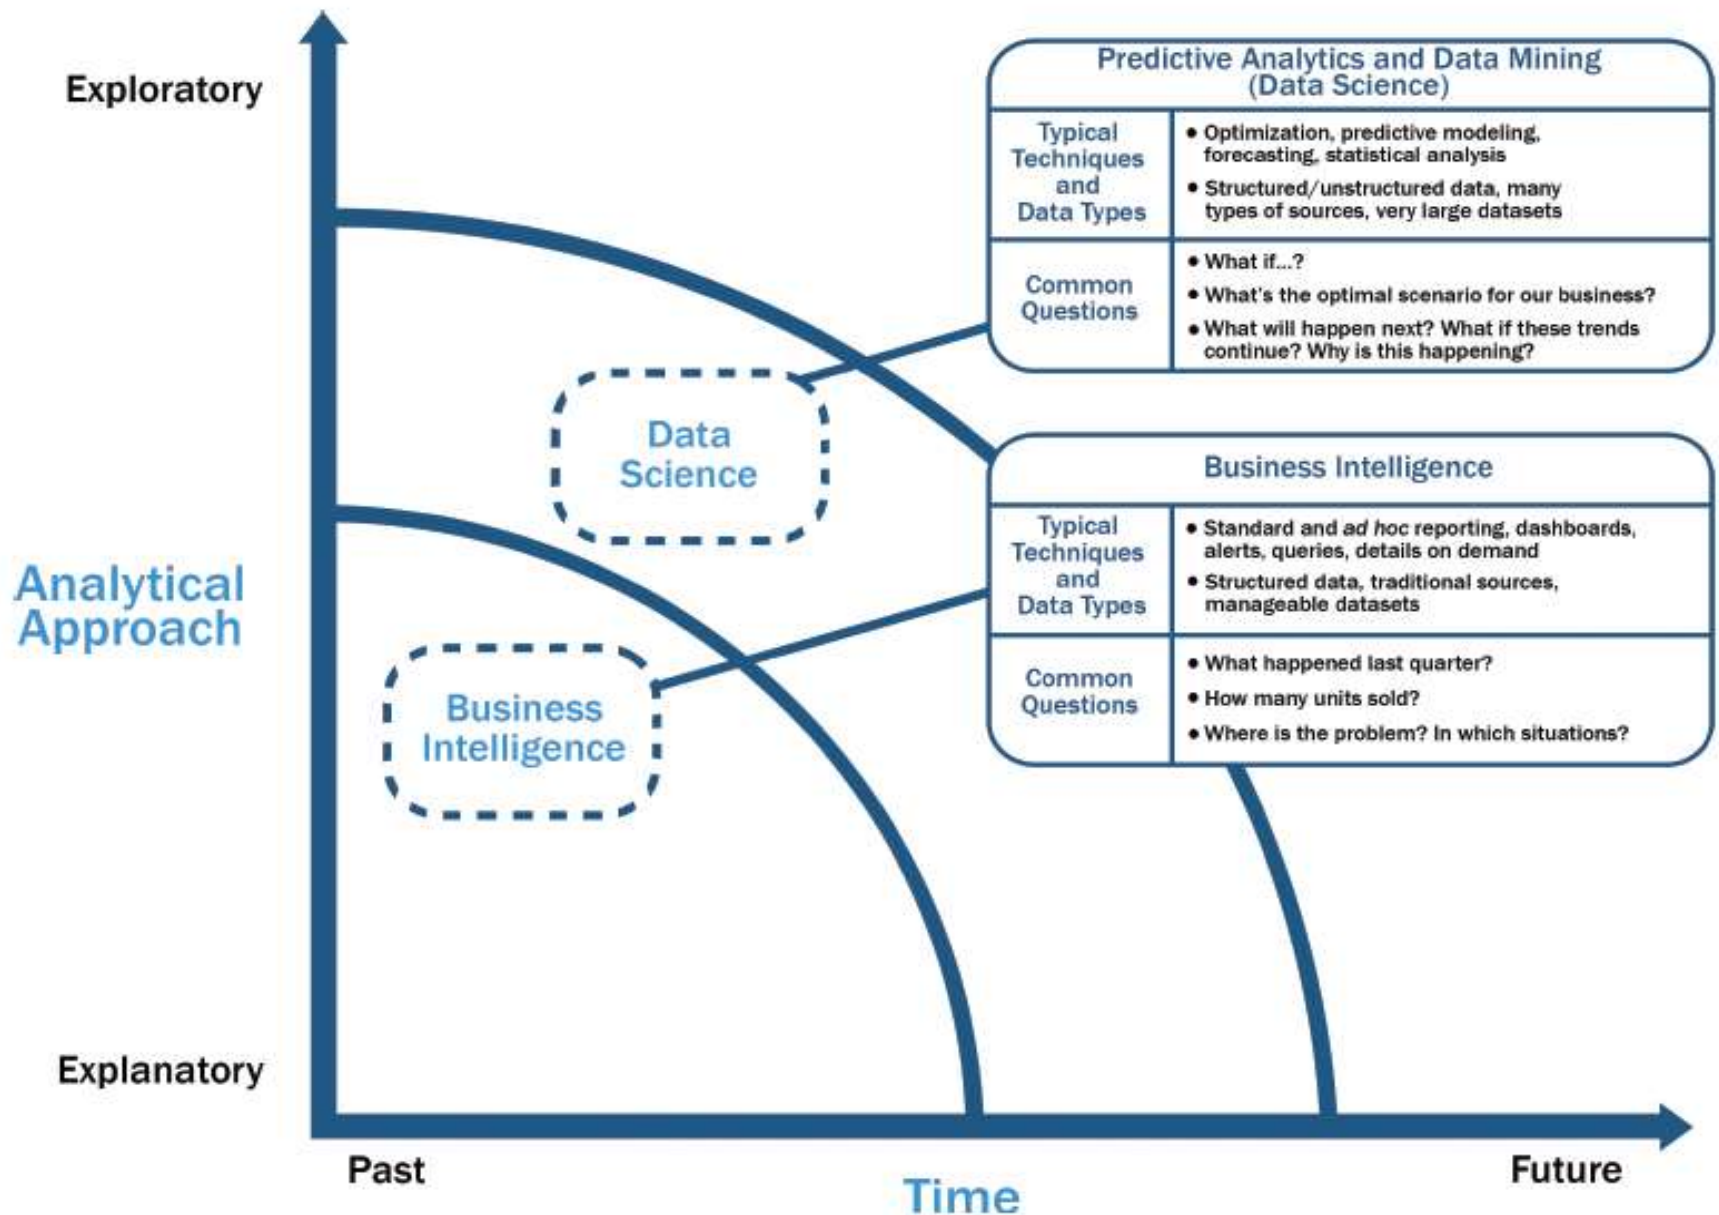 Exploratory
Analytical
Approach
Explanatory
Past
Time
Future
Data
Science
Business
Intelligence
Predictive Analytics and Data Mining
(Data Science)
Typical
Techniques
and
Data Types
• Optimization, predictive modeling,
forecasting, statistical analysis
• Structured/unstructured data, many
types of sources, very large datasets
Common
Questions
• What if...?
• What's the optimal scenario for our business?
• What will happen next? What if these trends
continue? Why is this happening?
Business Intelligence
Typical
Techniques
and
Data Types
• Standard and ad hoc reporting, dashboards,
alerts, queries, details on demand
• Structured data, traditional sources,
manageable datasets
Common
Questions
• What happened last quarter?
• How many units sold?
• Where is the problem? In which situations?